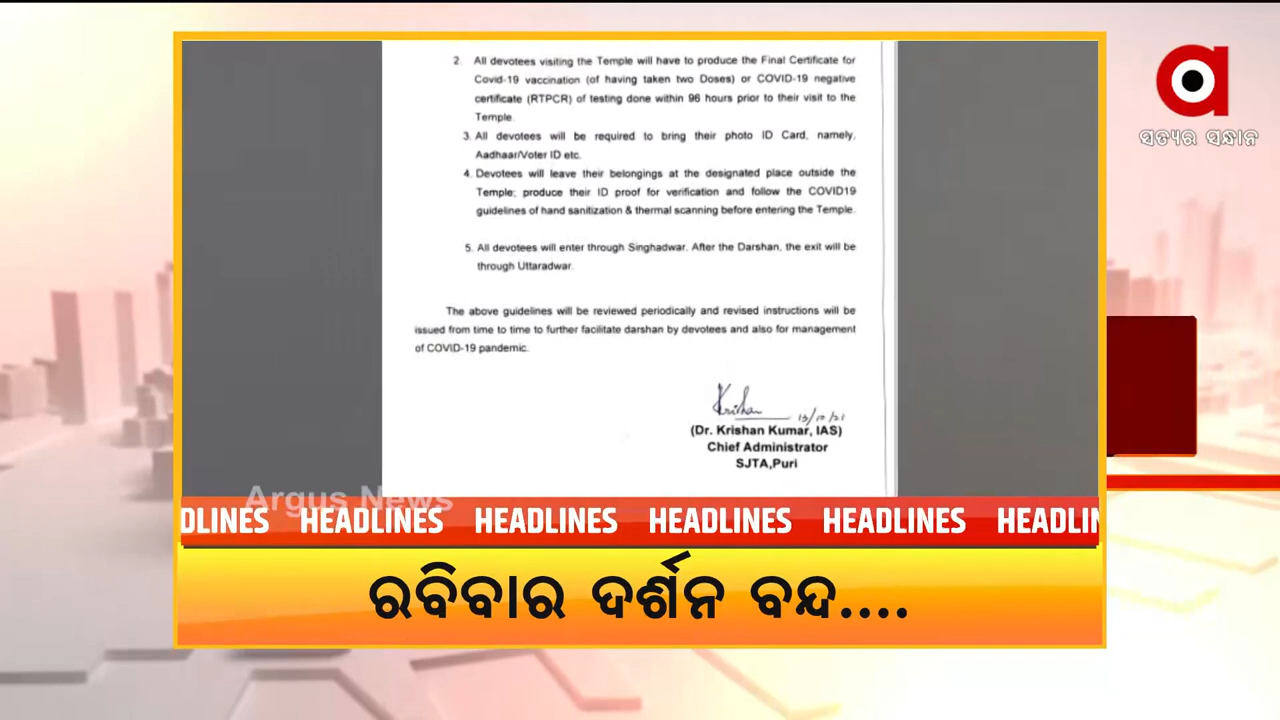 2. All devotees visiting the Temple will have to produce the Final Certificate for
Covid-19 vaccination (of having taken two Doses) or COVID-19 negative
certificate (RTPCR) of testing done within 96 hours prior to their visit to the
Temple.
3. All devotees will be required to bring their photo ID Card, namely,
Aadhaar/Voter ID etc.
4. Devotees will leave their belongings at the designated place outside the
Temple; produce their ID proof for verification and follow the COVID19
guidelines of hand sanitization & thermal scanning before entering the Temple.
5. All devotees will enter through Singhadwar. After the Darshan, the exit will be
through Uttaradwar.
The above guidelines will be reviewed periodically and revised instructions will be
issued from time to time to further facilitate darshan by devotees and also for management
of COVID-19 pandemic.
Krishan 13/10/21
(Dr. Krishan Kumar, IAS)
Chief Administrator
SJTA,Puri
ସତ୍ୟର ସନ୍ଧାନ
Argus News
DLINES HEADLINES HEADLINES HEADLINES HEADLINES HEADLIN
ରବିବାର ଦର୍ଶନ ବନ୍ଦ....